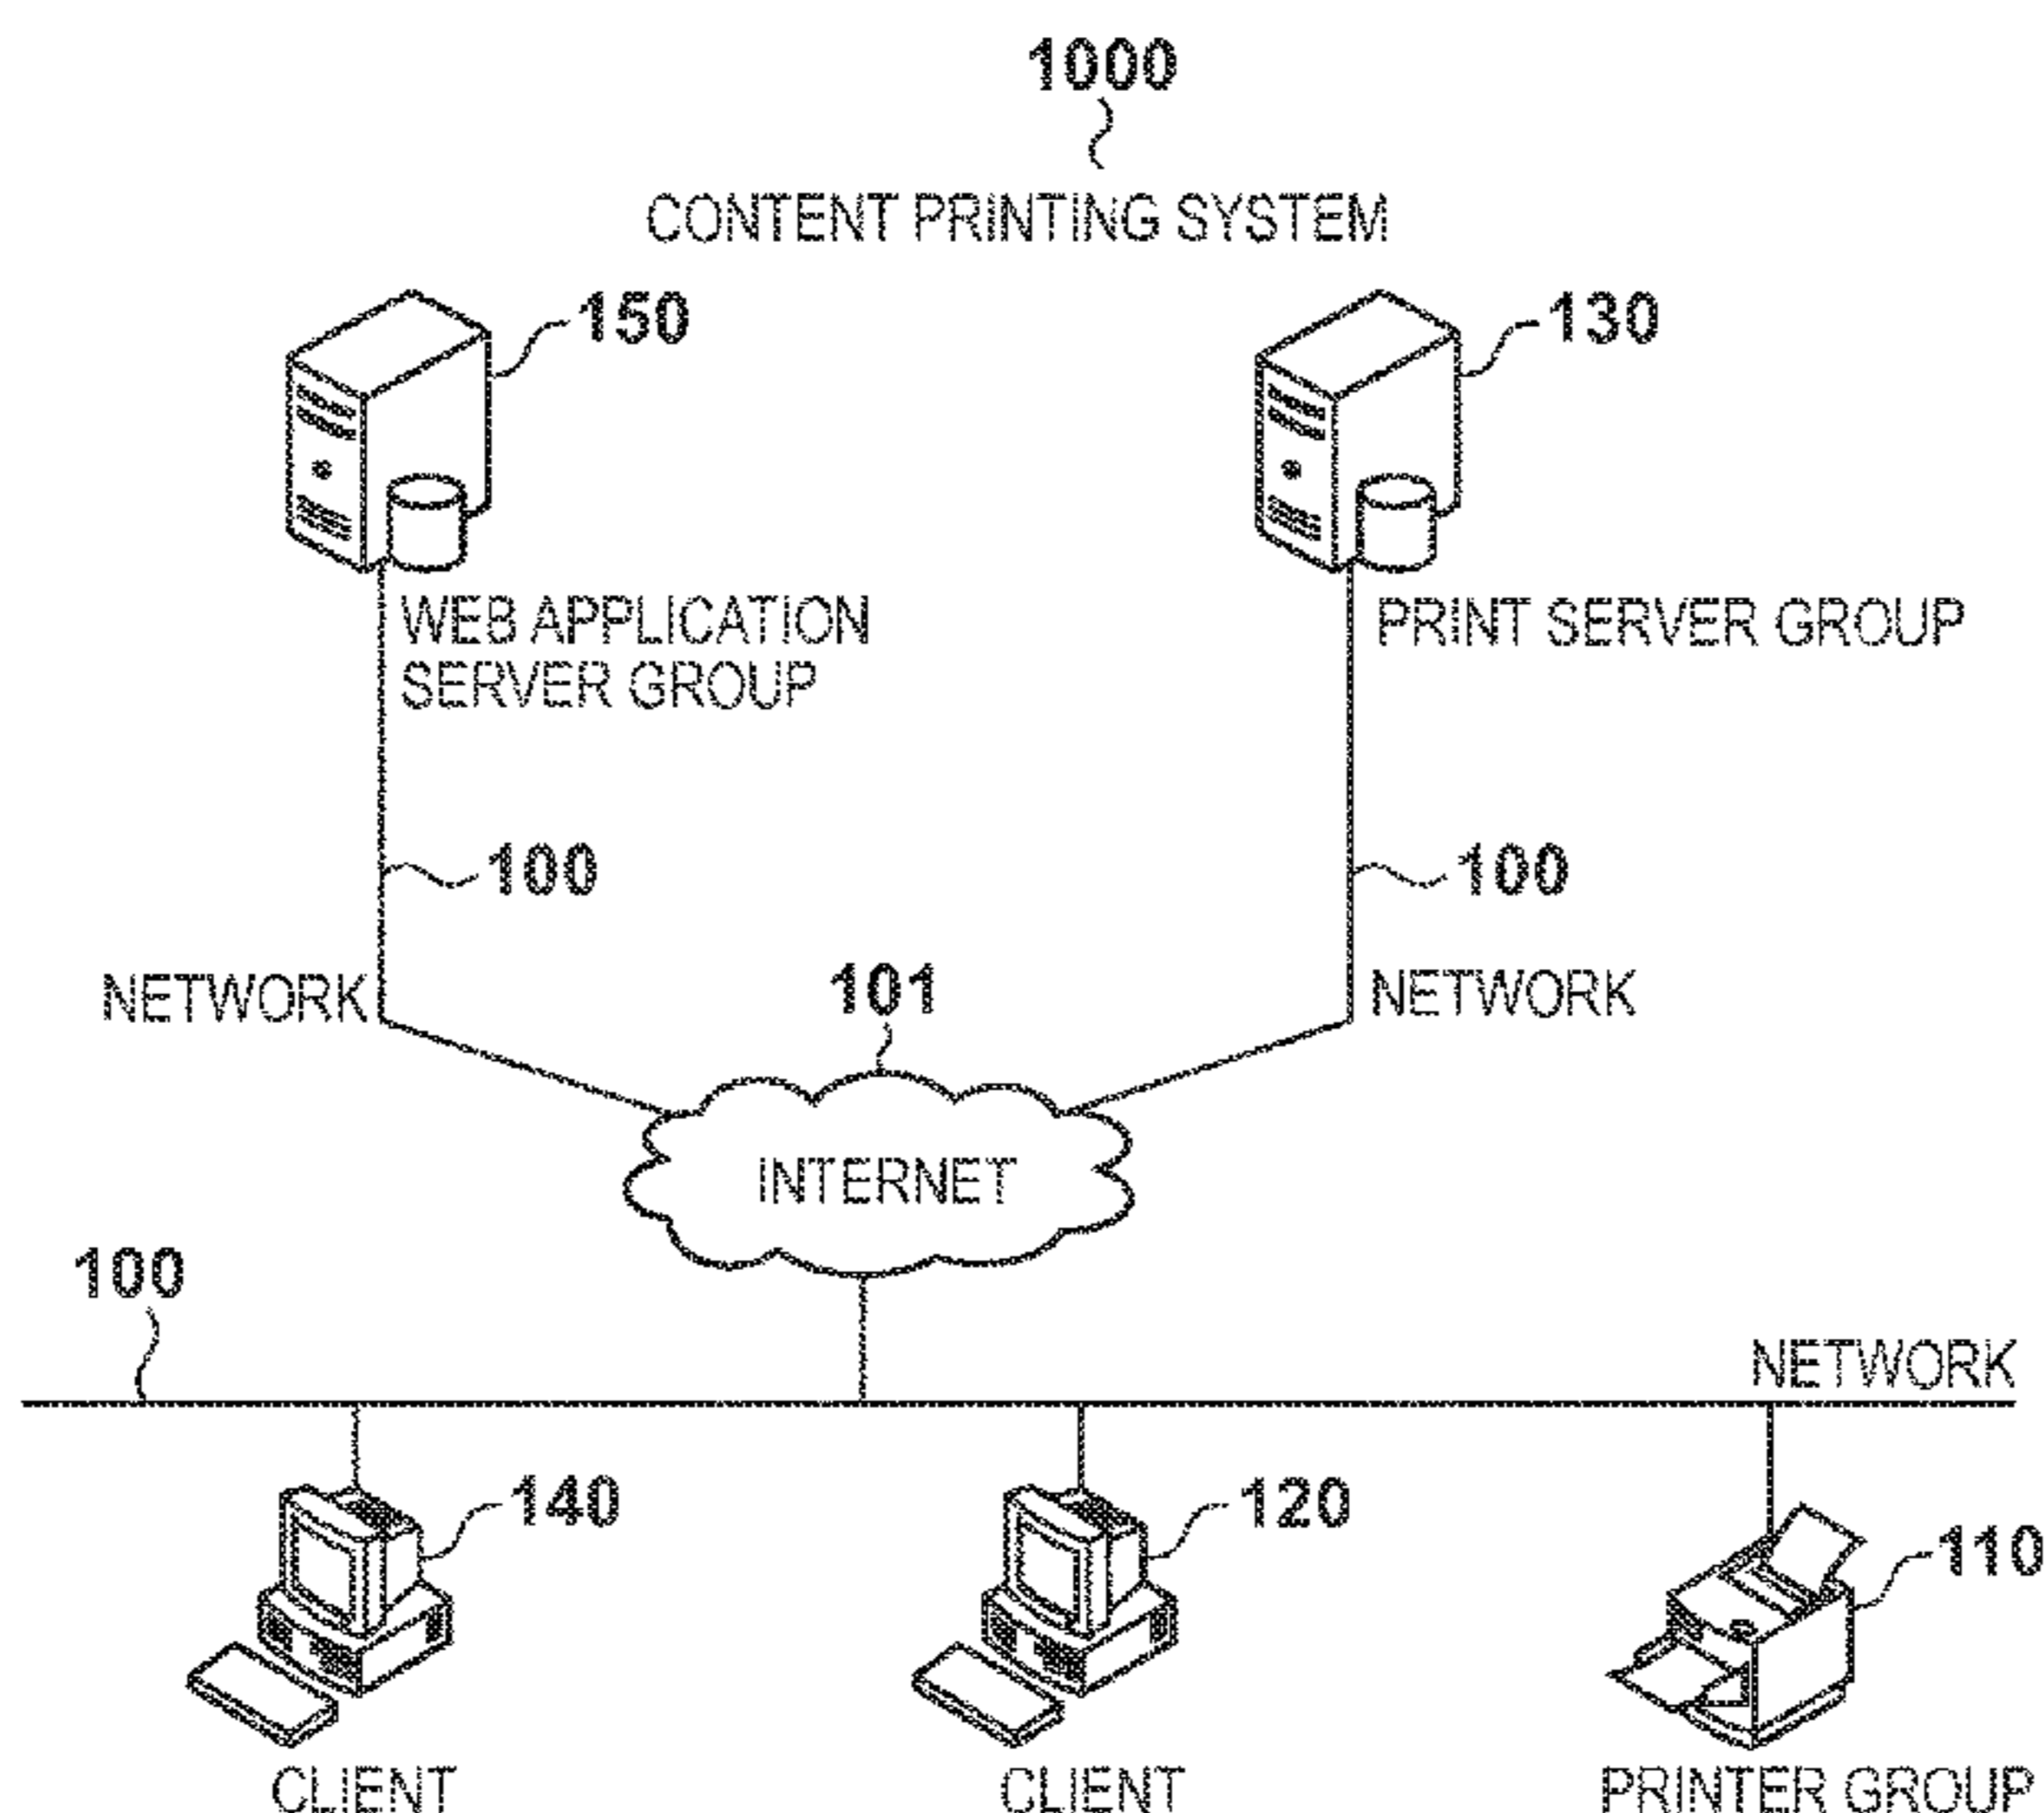 1000
CONTENT PRINTING SYSTEM
150
130
WEB APPLICATION
SERVER GROUP
PRINT SERVER GROUP
100
100
NETWORK
101
NETWORK
INTERNET
100
NETWORK
140
120
110
CLIENT
CLIENT
PRINTER GROUP